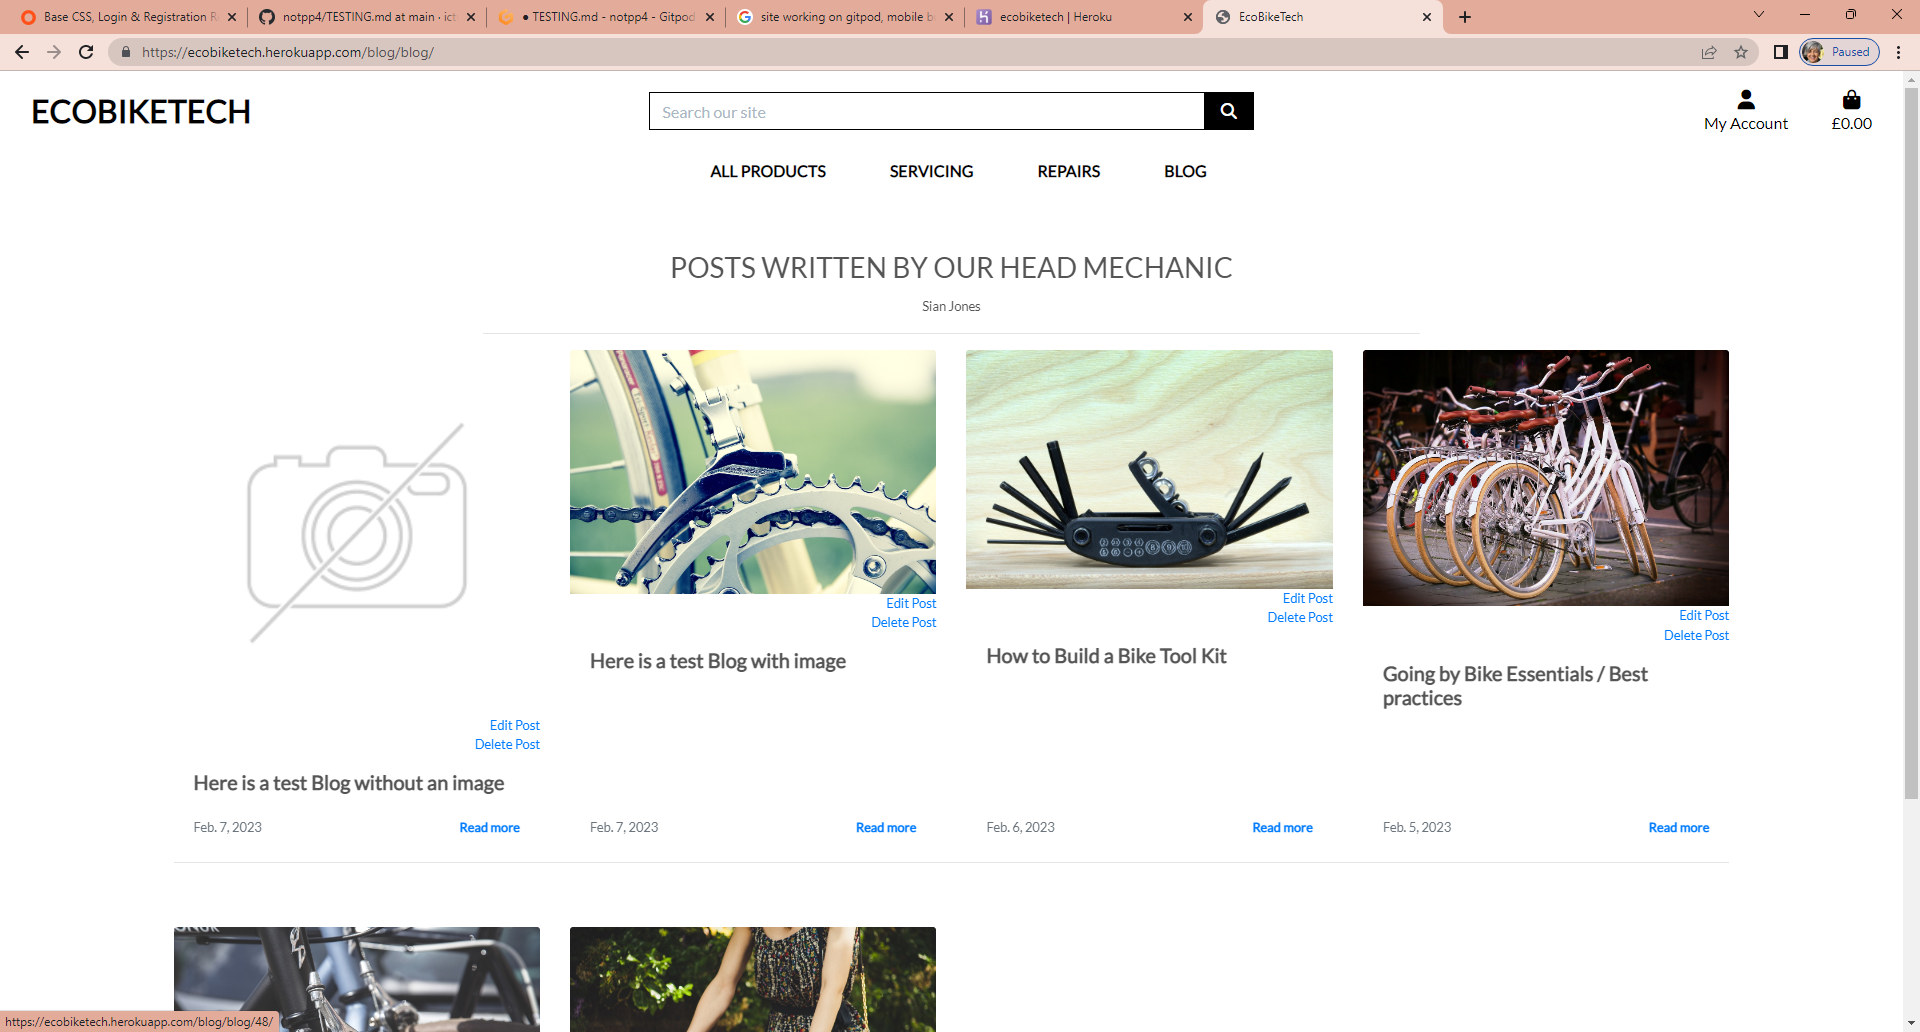 Base CSS, Login & Registration R
notpp4/TESTING.md at main · ict
● TESTING.md - notpp4 - Gitpod
site working on gitpod, mobile b
ecobiketech | Heroku
EcoBikeTech
https://ecobiketech.herokuapp.com/blog/blog/
Paused
ECOBIKETECH
Search our site
My Account
£0.00
ALL PRODUCTS
SERVICING
REPAIRS
BLOG
POSTS WRITTEN BY OUR HEAD MECHANIC
Sian Jones
Edit Post
Delete Post
Here is a test Blog without an image
Feb. 7, 2023
Read more
Edit Post
Delete Post
Here is a test Blog with image
Feb. 7, 2023
Read more
Edit Post
Delete Post
How to Build a Bike Tool Kit
Feb. 6, 2023
Read more
Edit Post
Delete Post
Going by Bike Essentials / Best
practices
Feb. 5, 2023
Read more
https://ecobiketech.herokuapp.com/blog/blog/48/